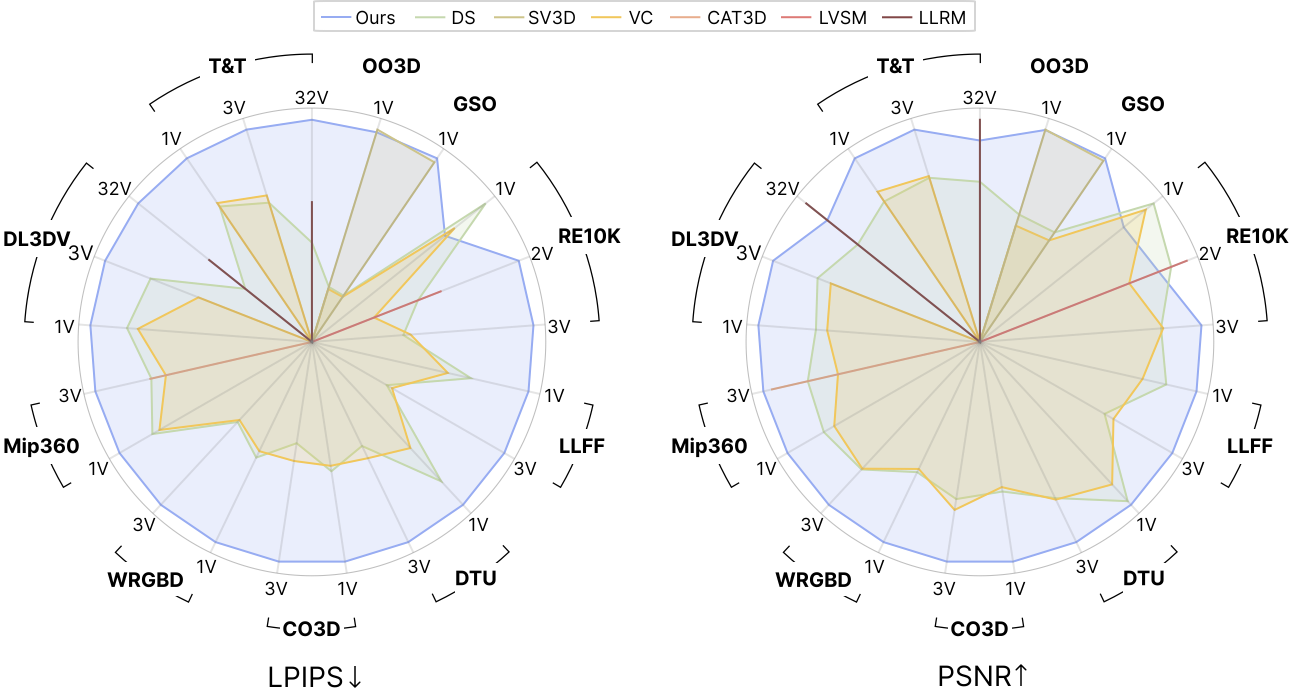 Ours DS SV3D VC CAT3D LVSM LLRM
T&T OO3D
GSO
32V
3V 1V
1V 1V
32V 1V
DL3DV RE10K
3V 2V
1V 3V
3V 1V
Mip360 LLFF
1V 3V
3V 1V
WRGBD DTU
1V 3V
3V 1V
CO3D
LPIPS↓
T&T OO3D
GSO
32V
3V 1V
1V 1V
32V 1V
DL3DV RE10K
3V 2V
1V 3V
3V 1V
Mip360 LLFF
1V 3V
3V 1V
WRGBD DTU
1V 3V
3V 1V
CO3D
PSNR↑